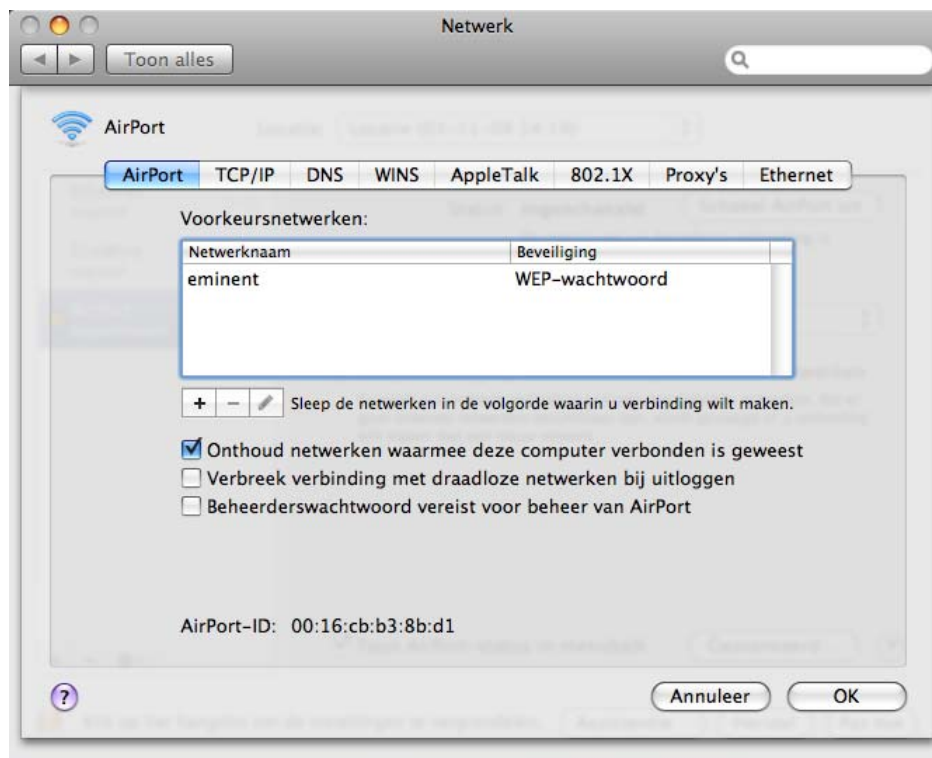 Netwerk
Toon alles
AirPort
AirPort TCP/IP DNS WINS AppleTalk 802.1X Proxy's Ethernet
Voorkeursnetwerken:
Netwerknaam Beveiliging
eminent WEP-wachtwoord
+ − Sleep de netwerken in de volgorde waarin u verbinding wilt maken.
Onthoud netwerken waarmee deze computer verbonden is geweest
Verbreek verbinding met draadloze netwerken bij uitloggen
Beheerderswachtwoord vereist voor beheer van AirPort
AirPort-ID: 00:16:cb:b3:8b:d1
? Annuleer OK